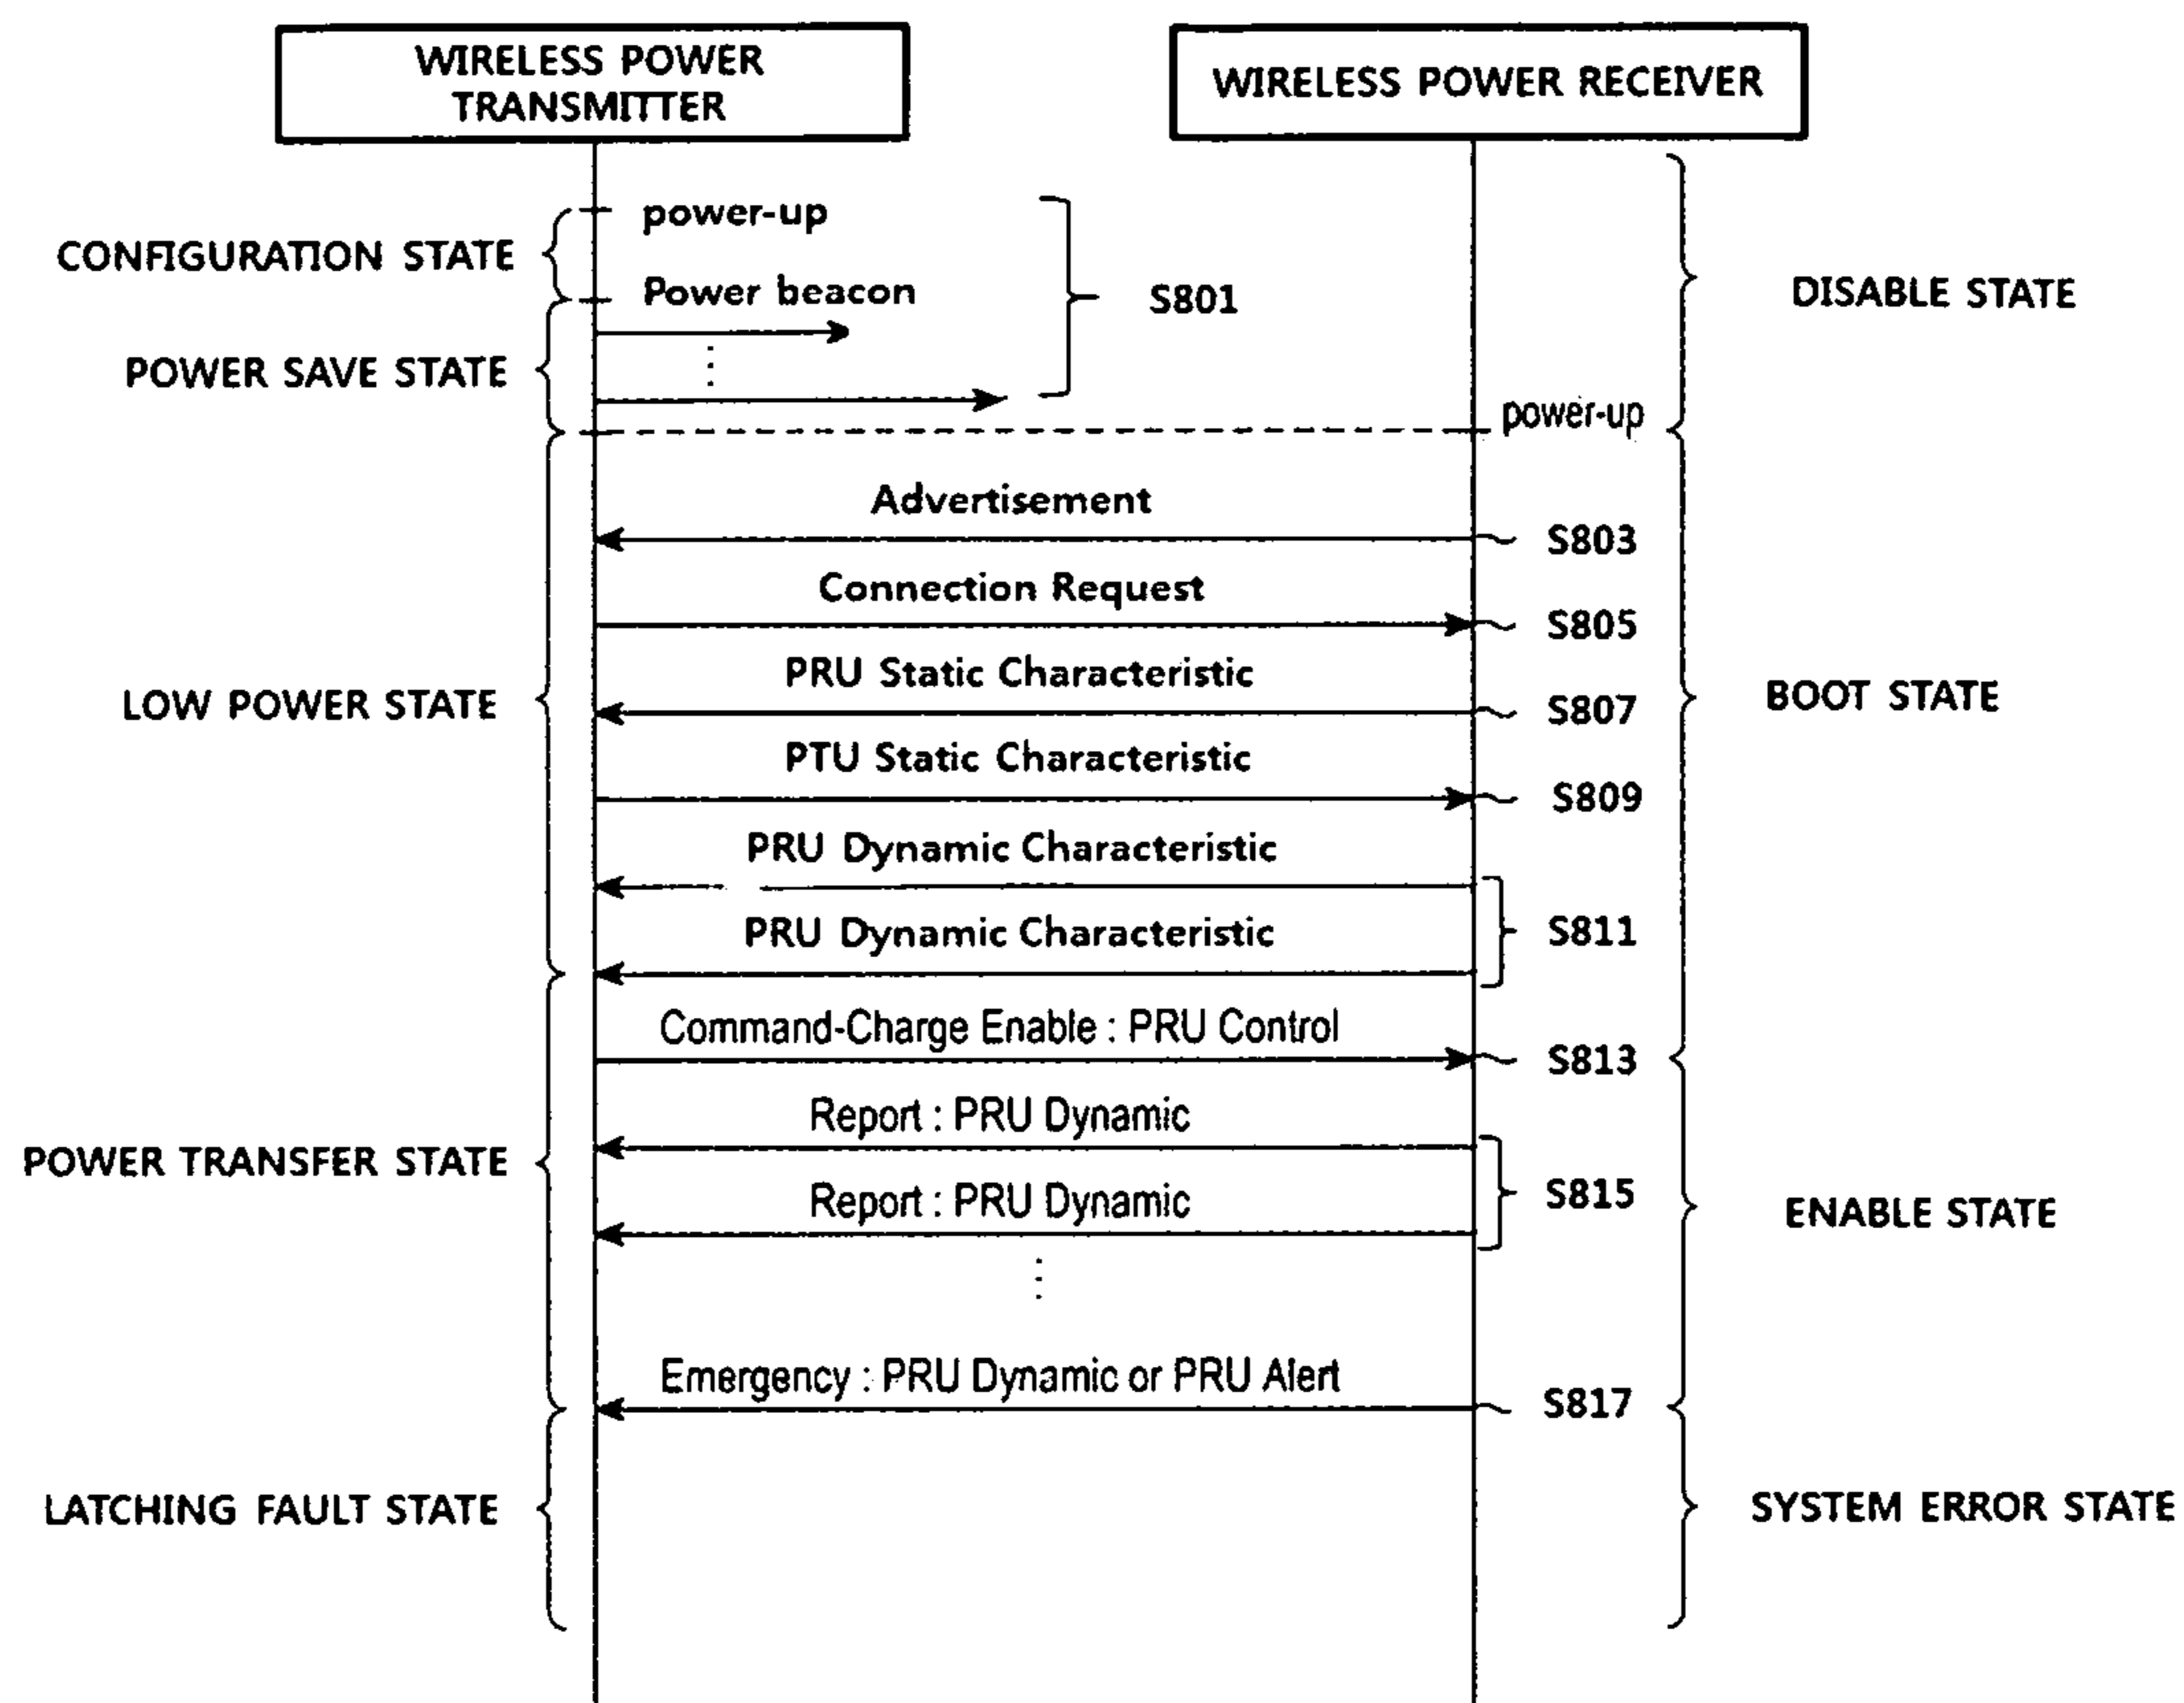 WIRELESS POWER
TRANSMITTER
WIRELESS POWER RECEIVER
power-up
CONFIGURATION STATE
Power beacon
S801
DISABLE STATE
POWER SAVE STATE
power-up
Advertisement
S803
Connection Request
S805
PRU Static Characteristic
LOW POWER STATE
S807
BOOT STATE
PTU Static Characteristic
S809
PRU Dynamic Characteristic
PRU Dynamic Characteristic
S811
Command-Charge Enable : PRU Control
S813
Report : PRU Dynamic
POWER TRANSFER STATE
Report : PRU Dynamic
S815
ENABLE STATE
Emergency : PRU Dynamic or PRU Alert
S817
LATCHING FAULT STATE
SYSTEM ERROR STATE